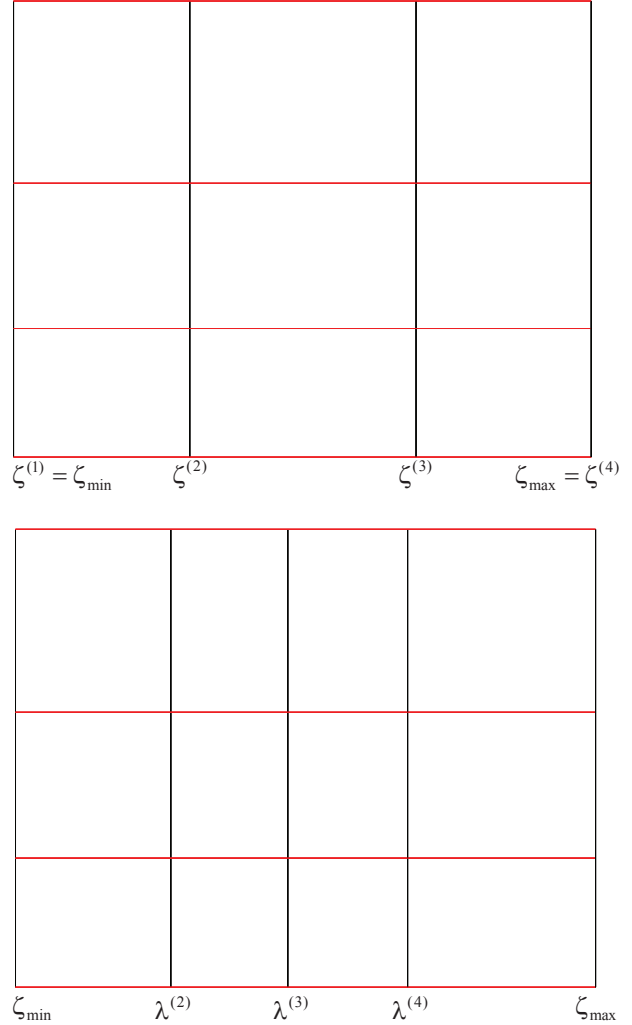 ζ⁽¹⁾ = ζ_min ζ⁽²⁾ ζ⁽³⁾ ζ_max = ζ⁽⁴⁾
ζ_min λ⁽²⁾ λ⁽³⁾ λ⁽⁴⁾ ζ_max